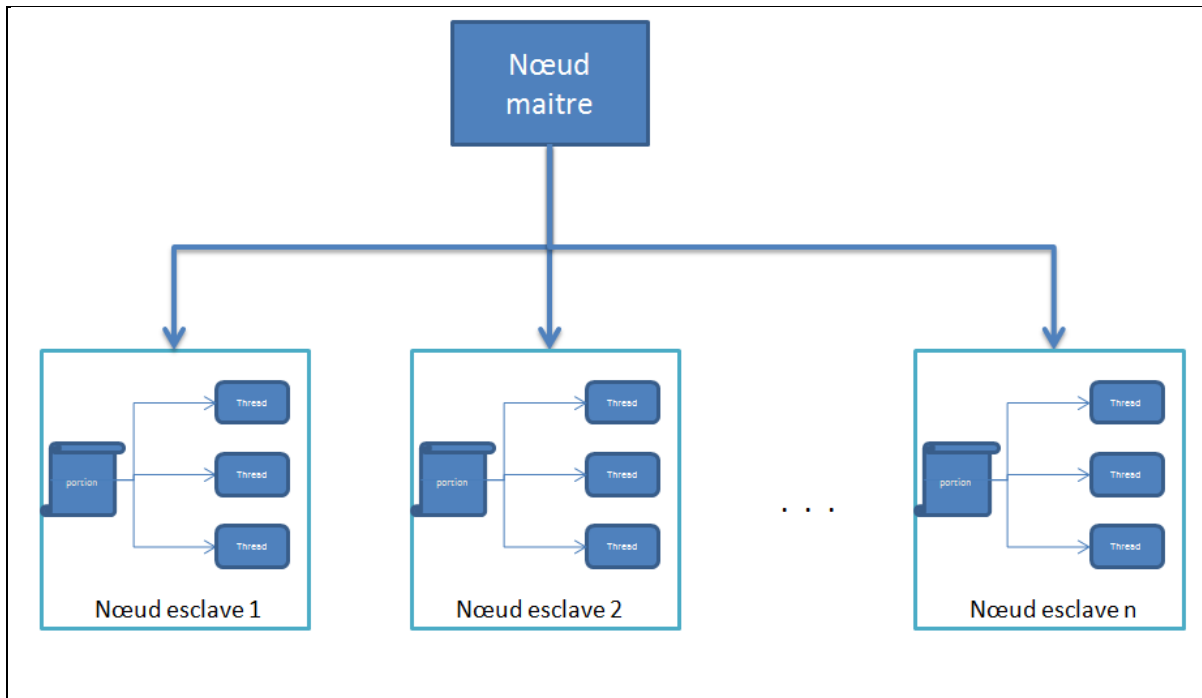 Nœud
maitre
Thread
portion
Thread
Thread
Nœud esclave 1
Thread
portion
Thread
Thread
Nœud esclave 2
. . .
Thread
portion
Thread
Thread
Nœud esclave n